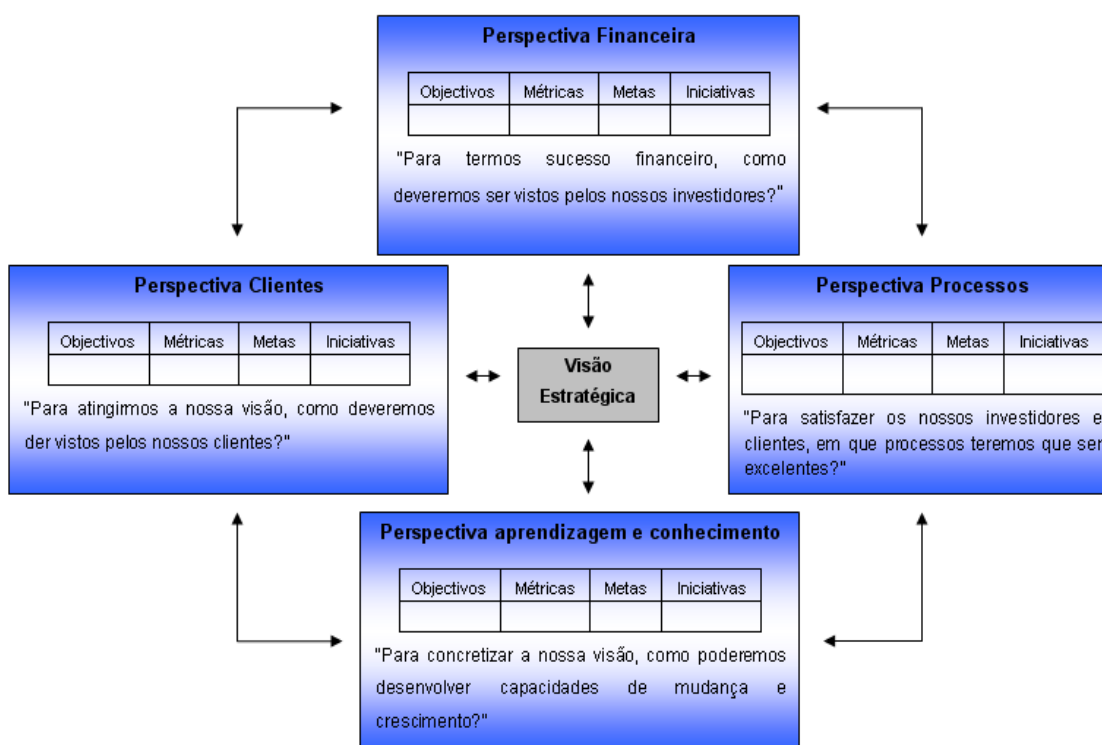 Perspectiva Financeira
Objectivos Métricas Metas Iniciativas
"Para termos sucesso financeiro, como
deveremos ser vistos pelos nossos investidores?"
Perspectiva Clientes
Objectivos Métricas Metas Iniciativas
"Para atingirmos a nossa visão, como deveremos
der vistos pelos nossos clientes?"
Visão
Estratégica
Perspectiva Processos
Objectivos Métricas Metas Iniciativas
"Para satisfazer os nossos investidores e
clientes, em que processos teremos que ser
excelentes?"
Perspectiva aprendizagem e conhecimento
Objectivos Métricas Metas Iniciativas
"Para concretizar a nossa visão, como poderemos
desenvolver capacidades de mudança e
crescimento?"